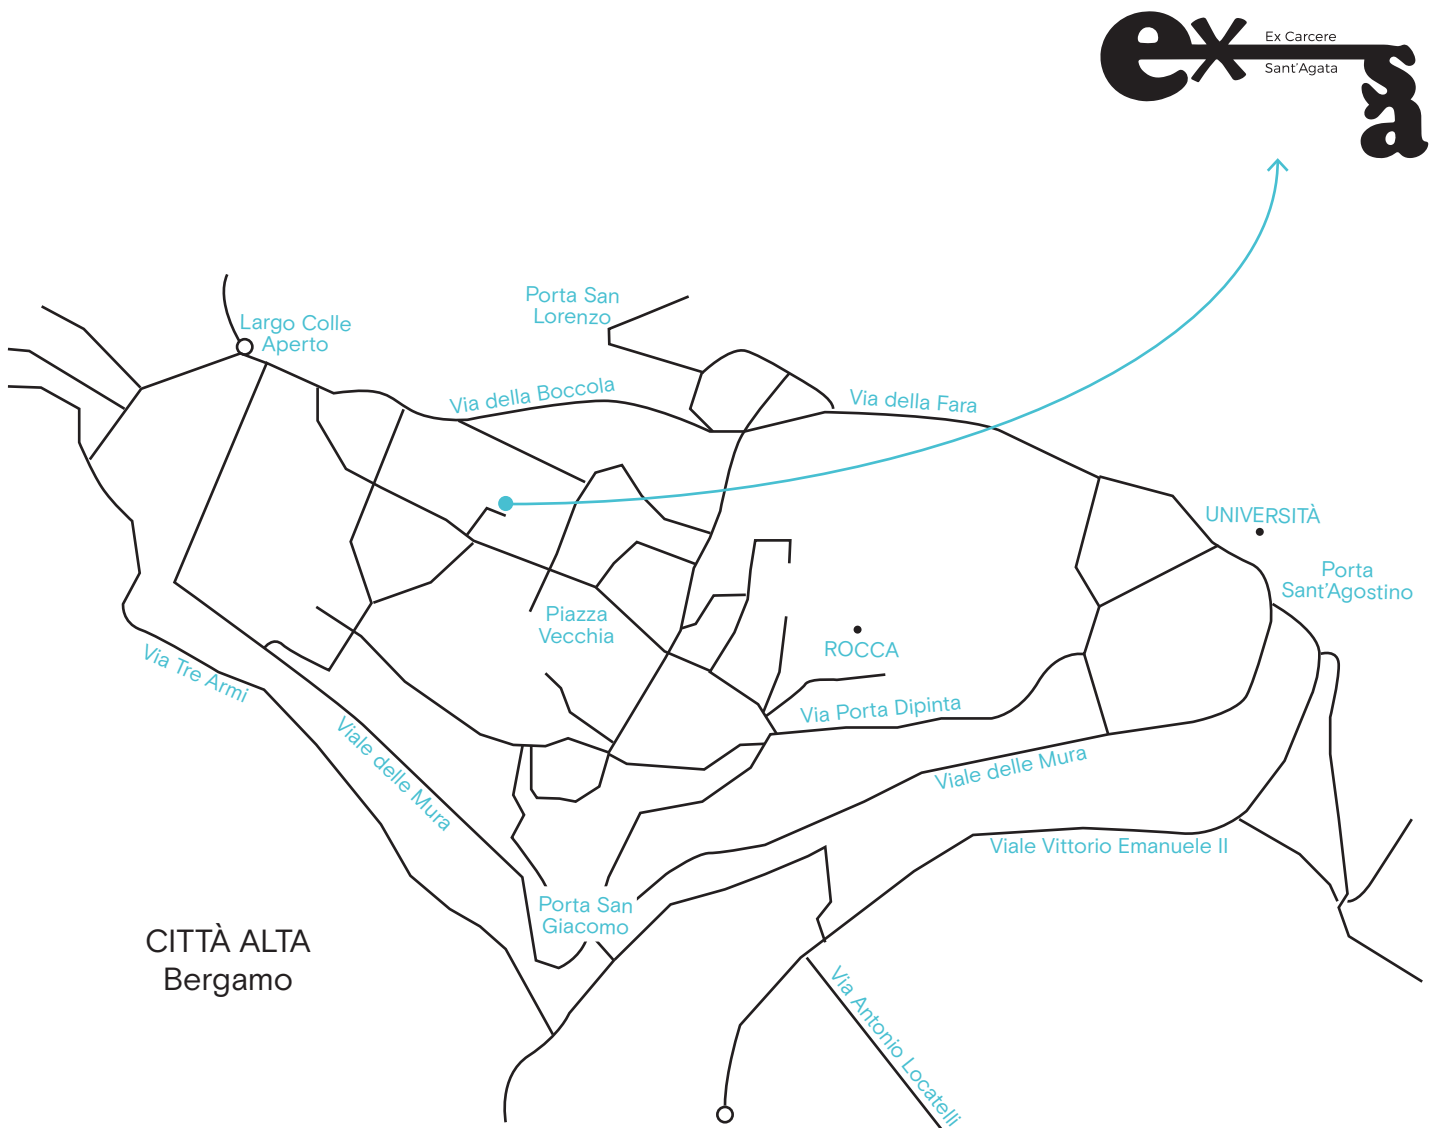 ex sa
Ex Carcere
Sant'Agata
Porta San
Lorenzo
Largo Colle
Aperto
Via della Boccola
Via della Fara
UNIVERSITÀ
Porta
Sant'Agostino
Piazza
Vecchia
ROCCA
Via Tre Armi
Via Porta Dipinta
Viale delle Mura
Viale delle Mura
Viale Vittorio Emanuele II
Porta San
Giacomo
CITTÀ ALTA
Bergamo
Via Antonio Locatelli